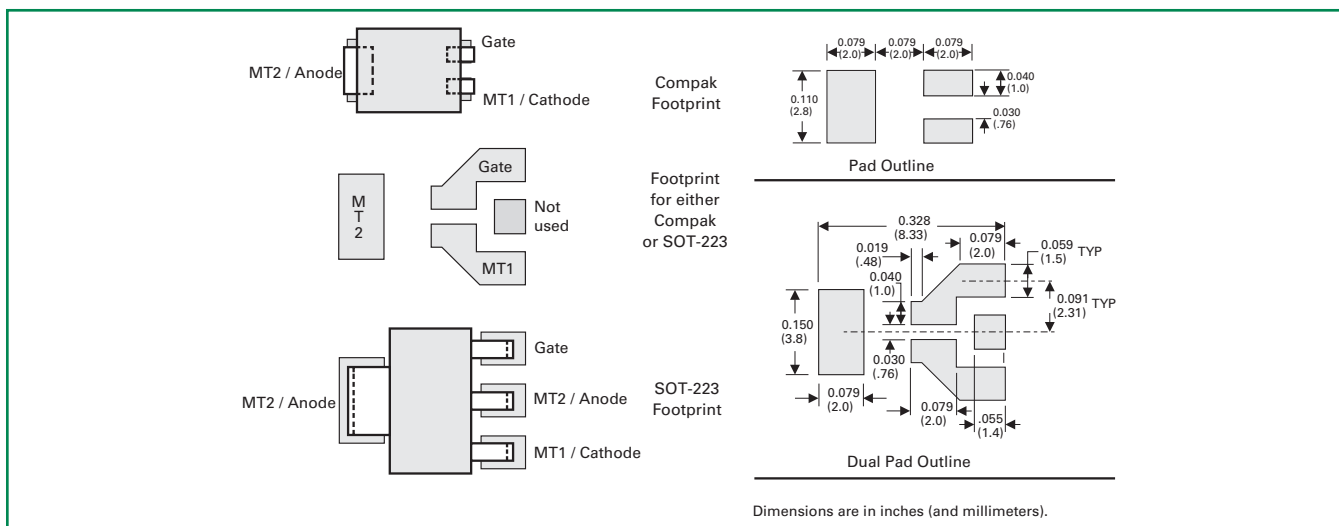 Gate
MT2 / Anode
MT1 / Cathode
Compak
Footprint
0.079
(2.0)
0.079
(2.0)
0.079
(2.0)
0.110
(2.8)
0.040
(1.0)
0.030
(.76)
Pad Outline
M
T
2
Gate
Not
used
MT1
Footprint
for either
Compak
or SOT-223
0.328
(8.33)
0.019
(.48)
0.079
(2.0)
0.059
(1.5)
TYP
0.040
(1.0)
0.091
(2.31)
TYP
0.150
(3.8)
0.030
(.76)
0.079
(2.0)
0.079
(2.0)
.055
(1.4)
Dual Pad Outline
Gate
MT2 / Anode
MT2 / Anode
MT1 / Cathode
SOT-223
Footprint
Dimensions are in inches (and millimeters).